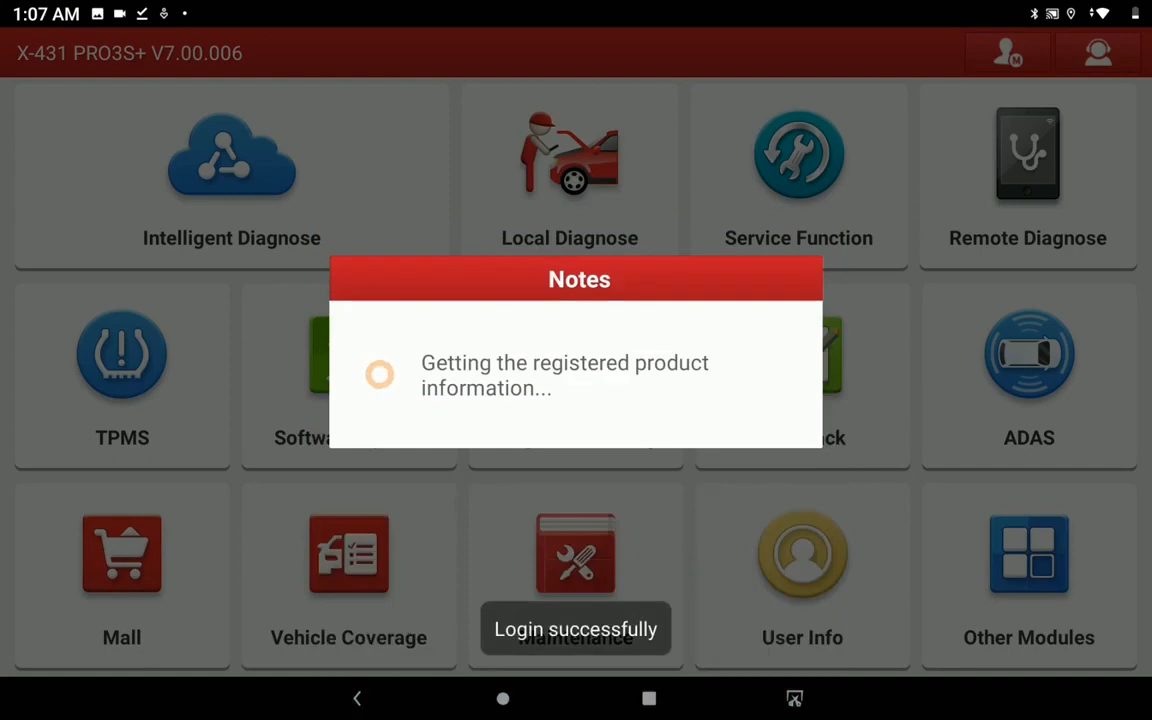 1:07 AM
X-431 PRO3S+ V7.00.006
M
Intelligent Diagnose
Local Diagnose
Service Function
Remote Diagnose
Notes
Getting the registered product
information...
TPMS
ADAS
Mall
Vehicle Coverage
Login successfully
User Info
Other Modules